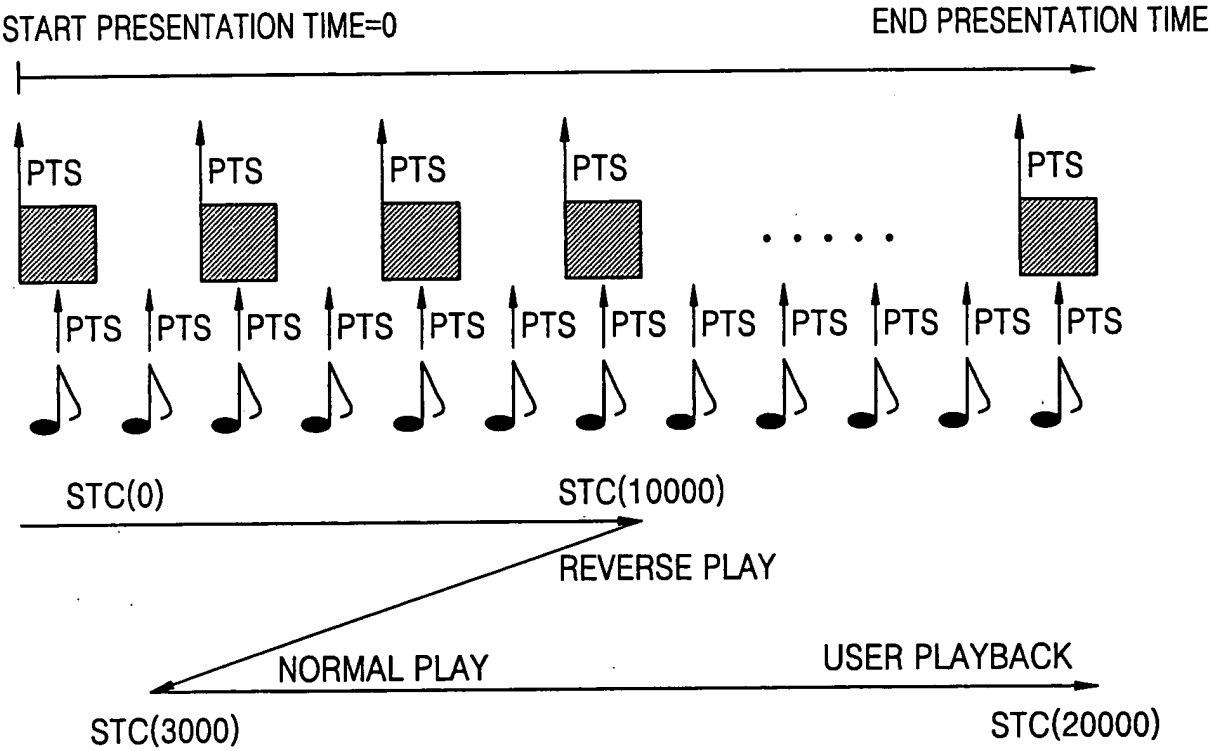 START PRESENTATION TIME=0 END PRESENTATION TIME
PTS PTS PTS PTS PTS
PTS PTS PTS PTS PTS PTS PTS PTS PTS PTS PTS PTS
STC(0) STC(10000)
REVERSE PLAY
NORMAL PLAY USER PLAYBACK
STC(3000) STC(20000)